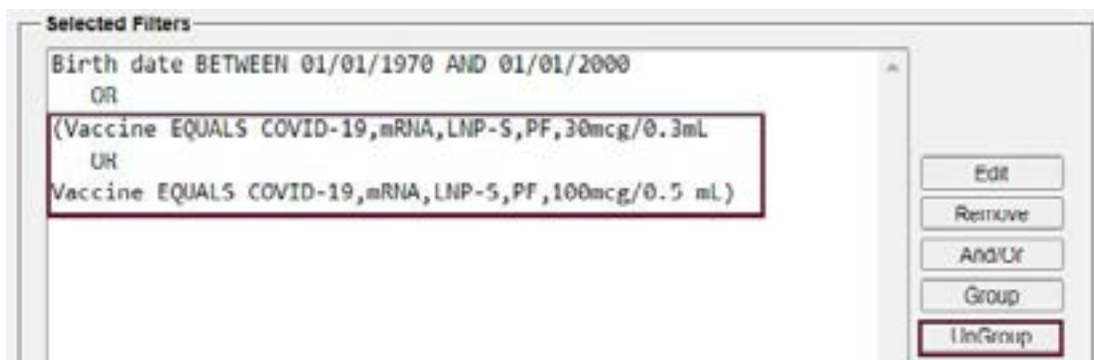 Selected Filters
Birth date BETWEEN 01/01/1970 AND 01/01/2000
OR
(Vaccine EQUALS COVID-19,mRNA,LNP-S,PF,30mcg/0.3mL
OR
Vaccine EQUALS COVID-19,mRNA,LNP-S,PF,100mcg/0.5 mL)
Edit
Remove
And/Or
Group
UnGroup